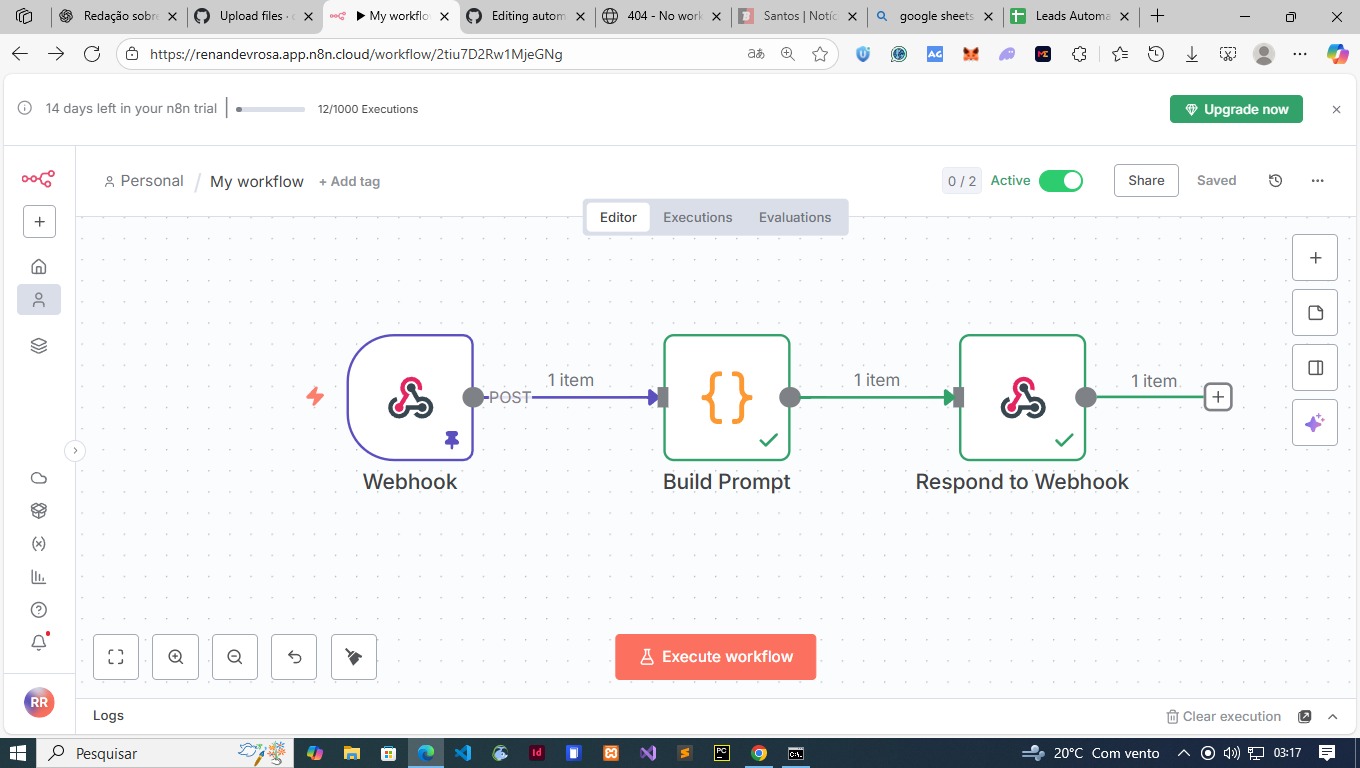 Redação sobre
Upload files · c
▶ My workflo
Editing autom
404 - No work
Santos | Notíc
google sheets
Leads Automa
https://renandevrosa.app.n8n.cloud/workflow/2tiu7D2Rw1MjeGNg
aあ
14 days left in your n8n trial
12/1000 Executions
Upgrade now
Personal / My workflow + Add tag
0 / 2 Active
Share
Saved
Editor
Executions
Evaluations
POST
1 item
1 item
1 item
Webhook
Build Prompt
Respond to Webhook
Execute workflow
RR
Logs
Clear execution
Pesquisar
20°C Com vento
03:17